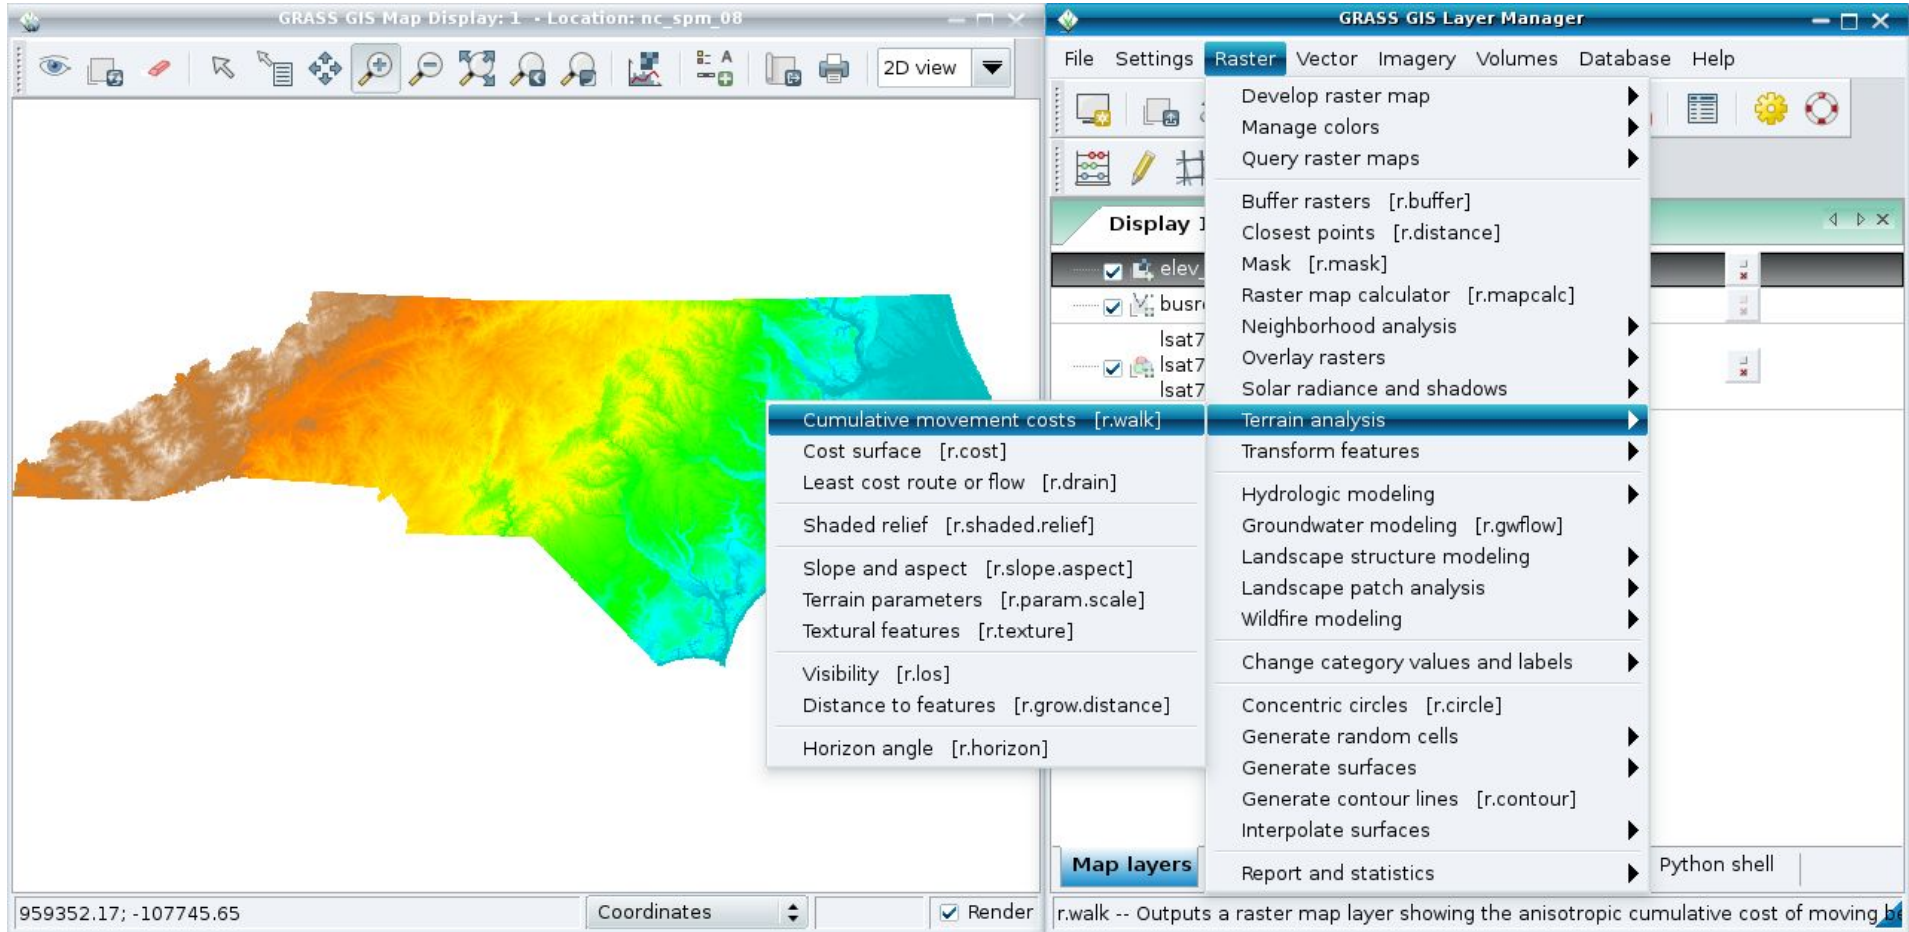 GRASS GIS Map Display: 1 - Location: nc_spm_08
2D view
959352.17; -107745.65
Coordinates
Render
GRASS GIS Layer Manager
File Settings Raster Vector Imagery Volumes Database Help
Display
elev_
busr
lsat7
lsat7
lsat7
Develop raster map
Manage colors
Query raster maps
Buffer rasters [r.buffer]
Closest points [r.distance]
Mask [r.mask]
Raster map calculator [r.mapcalc]
Neighborhood analysis
Overlay rasters
Solar radiance and shadows
Terrain analysis
Transform features
Hydrologic modeling
Groundwater modeling [r.gwflow]
Landscape structure modeling
Landscape patch analysis
Wildfire modeling
Change category values and labels
Concentric circles [r.circle]
Generate random cells
Generate surfaces
Generate contour lines [r.contour]
Interpolate surfaces
Report and statistics
Cumulative movement costs [r.walk]
Cost surface [r.cost]
Least cost route or flow [r.drain]
Shaded relief [r.shaded.relief]
Slope and aspect [r.slope.aspect]
Terrain parameters [r.param.scale]
Textural features [r.texture]
Visibility [r.los]
Distance to features [r.grow.distance]
Horizon angle [r.horizon]
Map layers
Python shell
r.walk -- Outputs a raster map layer showing the anisotropic cumulative cost of moving be